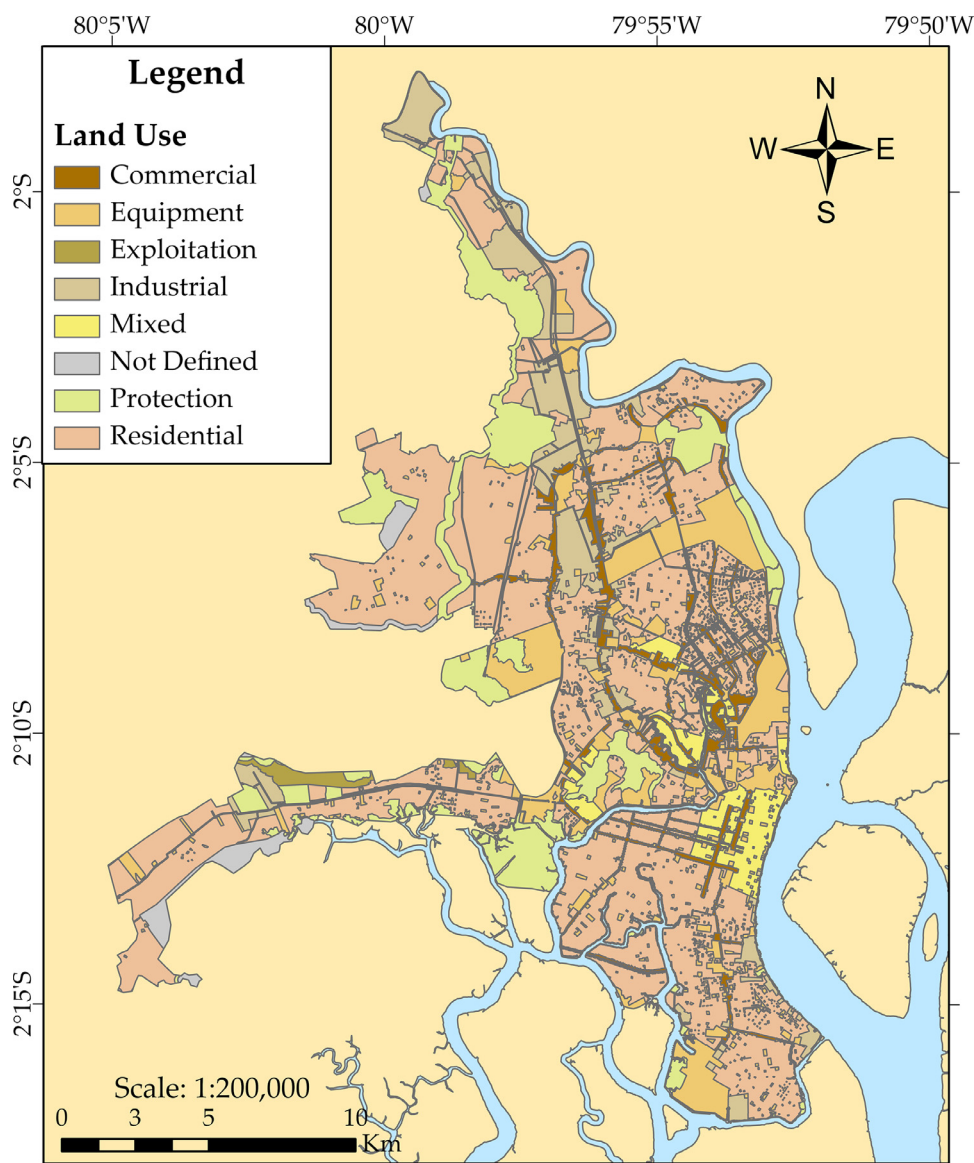 80°5'W 80° 79°55'W 79°50'W
Legend
Land Use
Commercial
Equipment
Exploitation
Industrial
Mixed
Not Defined
Protection
Residential
N
W E
S
2°S
2°5'S
2°10'S
2°15'S
Scale: 1:200,000
0 3 5 10
Km